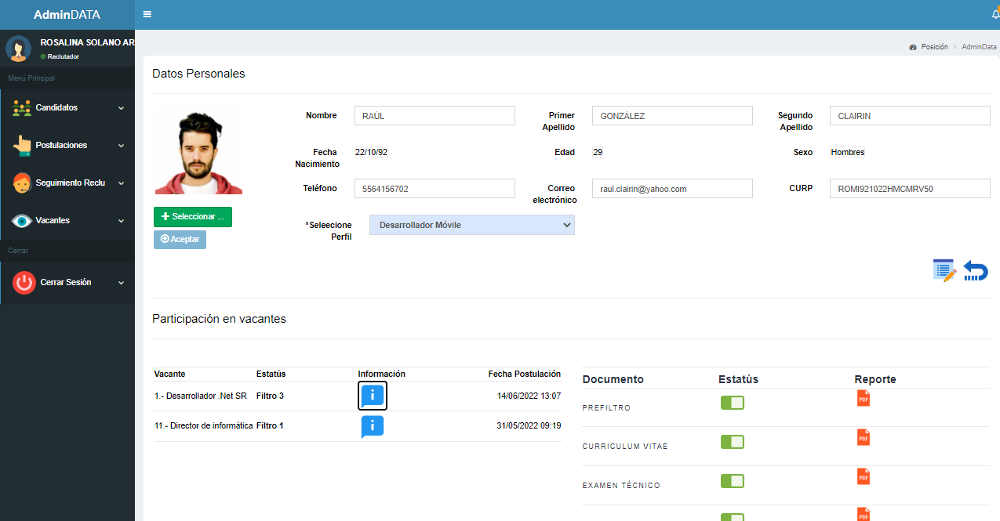 AdminDATA
ROSALINA SOLANO AR
Reclutador
Posición > AdminData
Menú Principal
Candidatos
Postulaciones
Seguimiento Reclu
Vacantes
Cerrar
Cerrar Sesión
Datos Personales
Nombre RAÚL Primer Apellido GONZÁLEZ Segundo Apellido CLAIRIN
Fecha Nacimiento 22/10/92 Edad 29 Sexo Hombres
Teléfono 5564156702 Correo electrónico raul.clairin@yahoo.com CURP ROMI921022HMCMRV50
+ Seleccionar ...
Aceptar
*Seleecione Perfil Desarrollador Móvile
Participación en vacantes
Vacante Estatús Información Fecha Postulación
1.- Desarrollador .Net SR Filtro 3 i 14/06/2022 13:07
11.- Director de informática Filtro 1 i 31/05/2022 09:19
Documento Estatús Reporte
PREFILTRO PDF
CURRICULUM VITAE PDF
EXAMEN TÉCNICO PDF
PDF